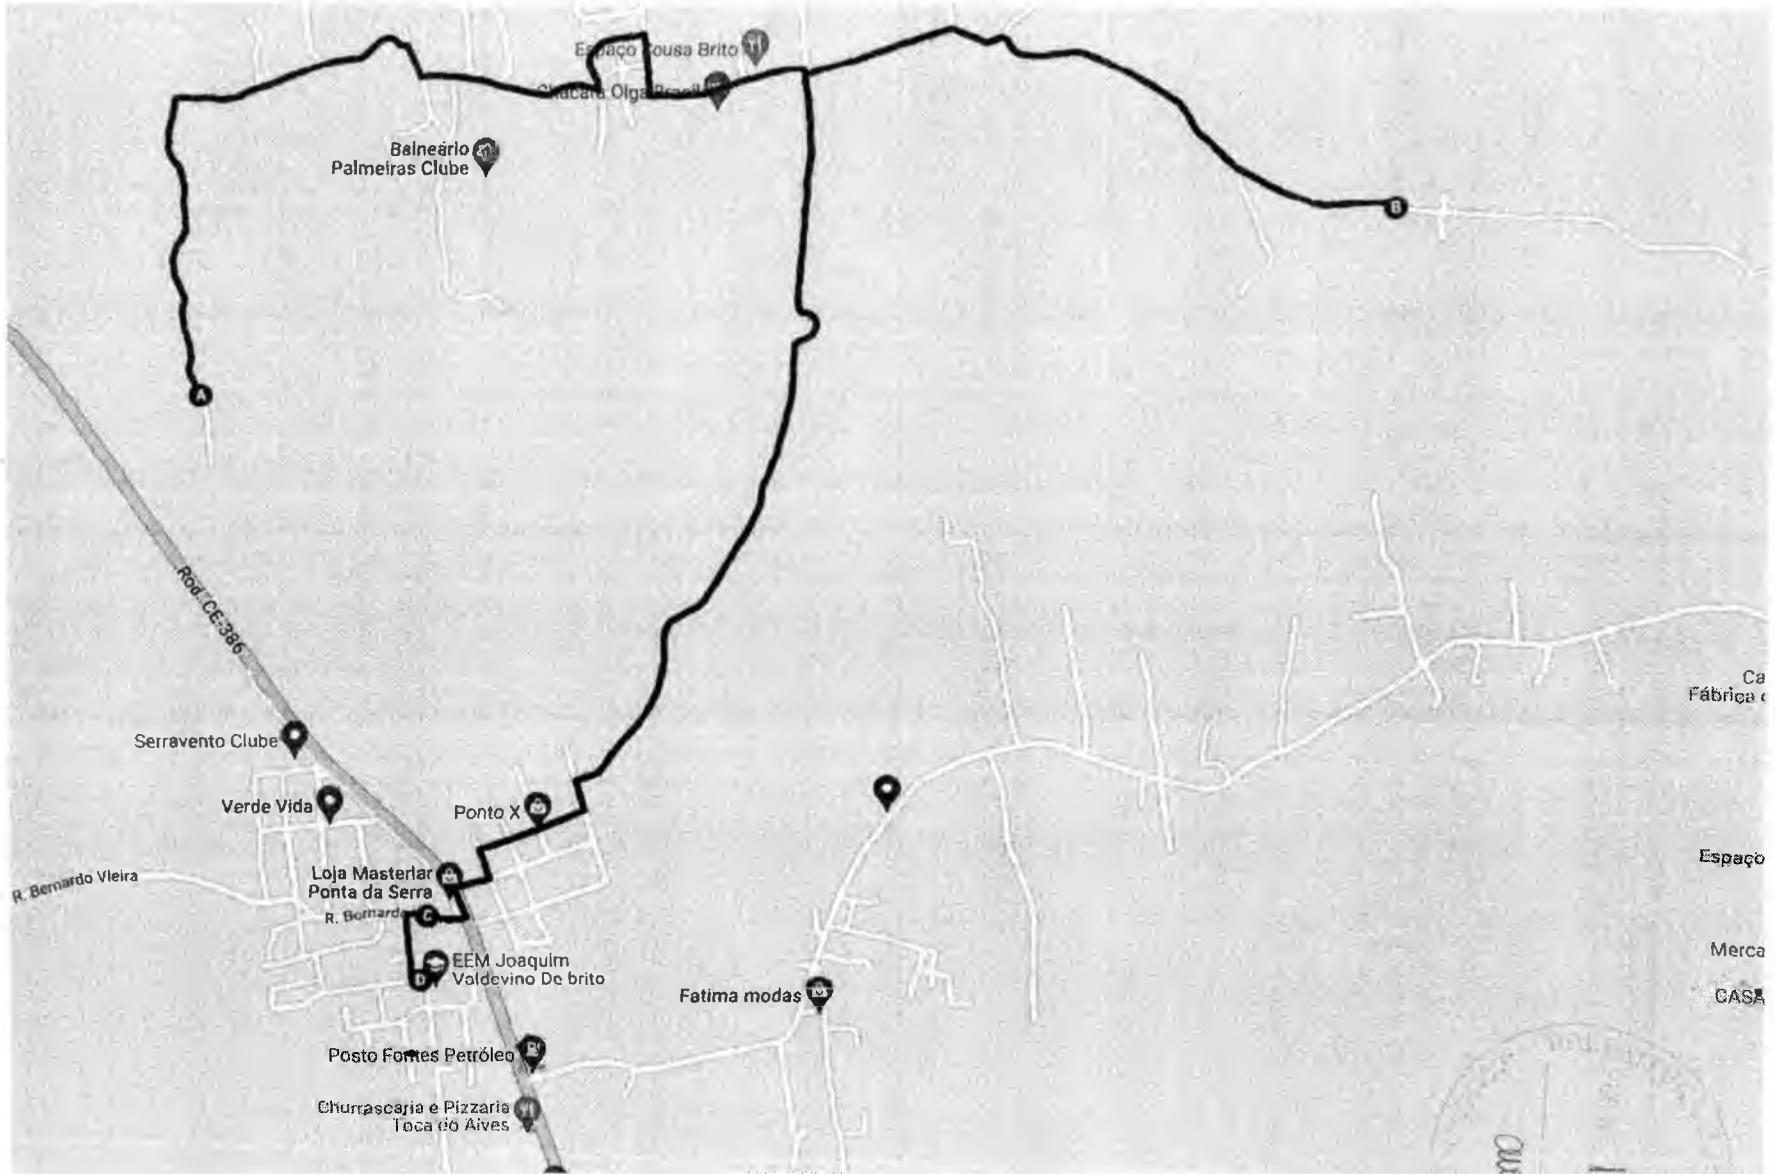 Espaço Sousa Brito
Chácara Olga Brasil
Balneário
Palmeiras Clube
B
A
Rod. CE-386
Ca
Fábrica
Serravento Clube
Verde Vida
Ponto X
Espaço
Loja Masterlar
Ponta da Serra
R. Bernardo Vieira
R. Bernardo
C
Merca
EEM Joaquim
Valdevino De brito
D
Fatima modas
CASA
Posto Fontes Petróleo
Churrascaria e Pizzaria
Toca do Alves